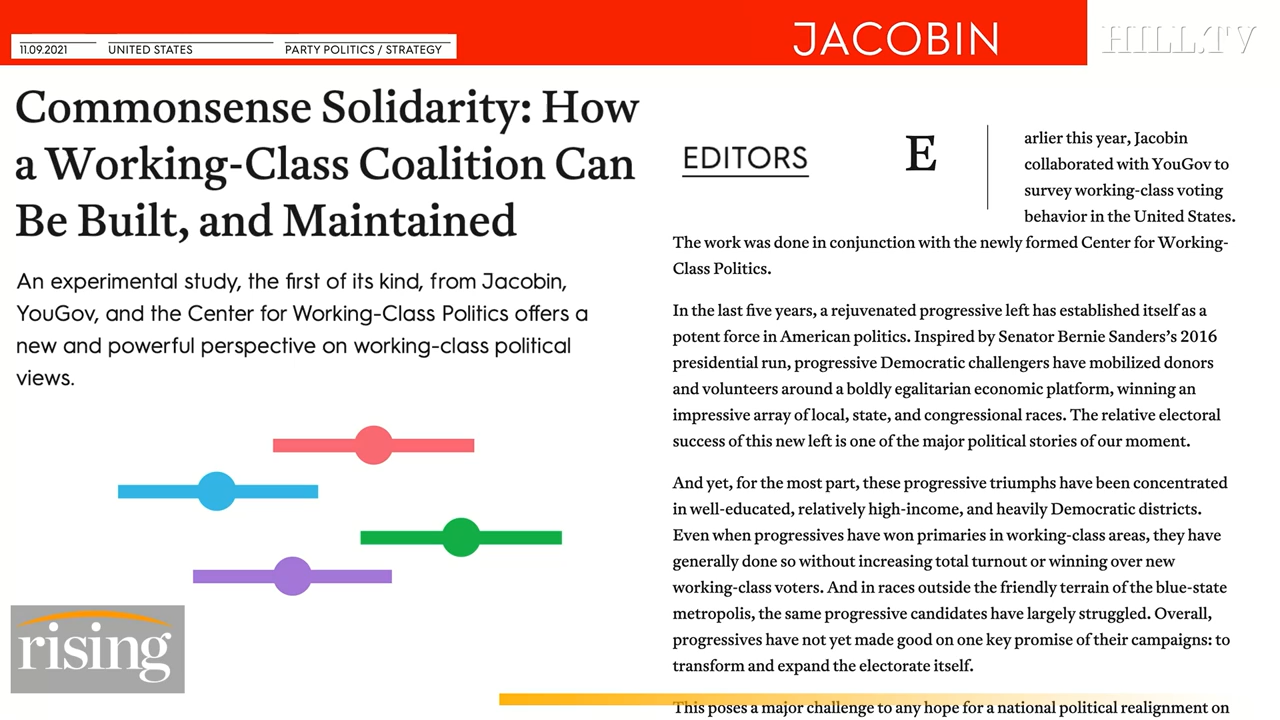 11.09.2021
UNITED STATES
PARTY POLITICS / STRATEGY
JACOBIN
HILL.TV
Commonsense Solidarity: How
a Working-Class Coalition Can
Be Built, and Maintained
An experimental study, the first of its kind, from Jacobin,
YouGov, and the Center for Working-Class Politics offers a
new and powerful perspective on working-class political
views.
rising
EDITORS
E
arlier this year, Jacobin
collaborated with YouGov to
survey working-class voting
behavior in the United States.
The work was done in conjunction with the newly formed Center for Working-
Class Politics.
In the last five years, a rejuvenated progressive left has established itself as a
potent force in American politics. Inspired by Senator Bernie Sanders’s 2016
presidential run, progressive Democratic challengers have mobilized donors
and volunteers around a boldly egalitarian economic platform, winning an
impressive array of local, state, and congressional races. The relative electoral
success of this new left is one of the major political stories of our moment.
And yet, for the most part, these progressive triumphs have been concentrated
in well-educated, relatively high-income, and heavily Democratic districts.
Even when progressives have won primaries in working-class areas, they have
generally done so without increasing total turnout or winning over new
working-class voters. And in races outside the friendly terrain of the blue-state
metropolis, the same progressive candidates have largely struggled. Overall,
progressives have not yet made good on one key promise of their campaigns: to
transform and expand the electorate itself.
This poses a major challenge to any hope for a national political realignment on